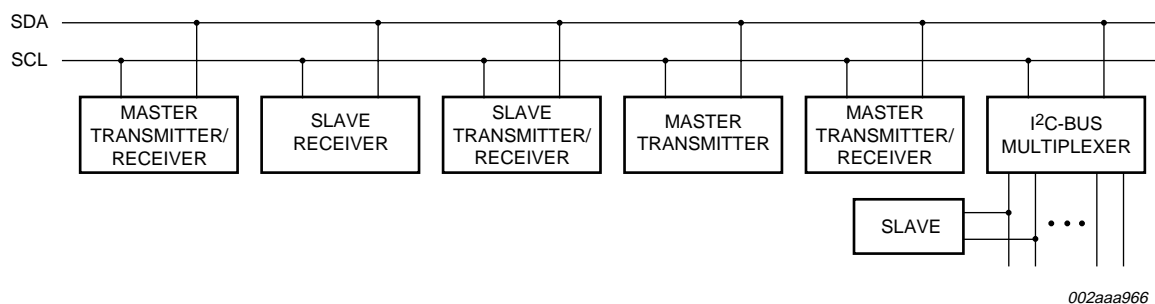 SDA
SCL
MASTER
TRANSMITTER/
RECEIVER
SLAVE
RECEIVER
SLAVE
TRANSMITTER/
RECEIVER
MASTER
TRANSMITTER
MASTER
TRANSMITTER/
RECEIVER
I²C-BUS
MULTIPLEXER
SLAVE
002aaa966